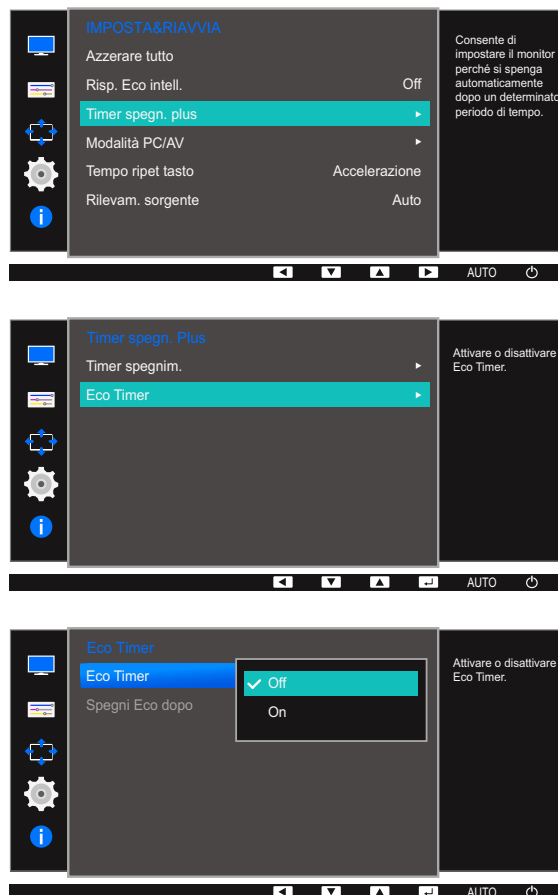 IMPOSTA&RIAVVIA
Azzerare tutto
Risp. Eco intell. Off
Timer spegn. plus
Modalità PC/AV
Tempo ripet tasto Accelerazione
Rilevam. sorgente Auto
Consente di
impostare il monitor
perché si spenga
automaticamente
dopo un determinato
periodo di tempo.
AUTO
Timer spegn. Plus
Timer spegnim.
Eco Timer
Attivare o disattivare
Eco Timer.
AUTO
Eco Timer
Eco Timer
Spegni Eco dopo
Off
On
Attivare o disattivare
Eco Timer.
AUTO